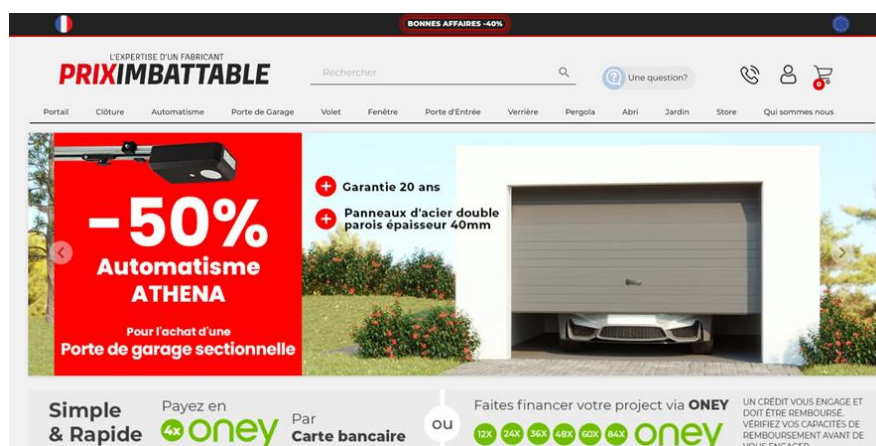 BONNES AFFAIRES -40%
L'EXPERTISE D'UN FABRICANT
PRIXIMBATTABLE
Rechercher
Une question?
0
Portail Clôture Automatisme Porte de Garage Volet Fenêtre Porte d'Entrée Verrière Pergola Abri Jardin Store Qui sommes nous
-50%
Automatisme
ATHENA
Pour l'achat d'une
Porte de garage sectionnelle
Garantie 20 ans
Panneaux d'acier double
parois épaisseur 40mm
Simple
& Rapide
Payez en
4x oney
Par
Carte bancaire
ou
Faites financer votre project via ONEY
12X 24X 36X 48X 60X 84X oney
UN CRÉDIT VOUS ENGAGE ET
DOIT ÊTRE REMBOURSÉ.
VÉRIFIEZ VOS CAPACITÉS DE
REMBOURSEMENT AVANT DE
VOUS ENGAGER